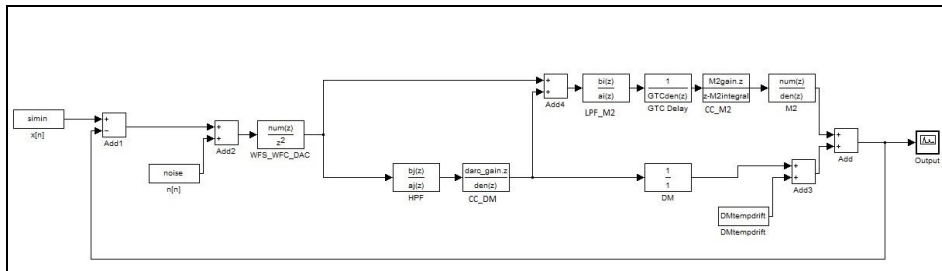 simin
x[n]
+
−
Add1
noise
n[n]
+
+
Add2
num(z)
z2
WFS_WFC_DAC
+
+
Add4
bi(z)
ai(z)
LPF_M2
1
GTCden(z)
GTC Delay
M2gain.z
z-M2integral
CC_M2
num(z)
den(z)
M2
bj(z)
aj(z)
HPF
darc_gain.z
den(z)
CC_DM
1
1
DM
DMtempdrift
DMtempdrift
+
+
Add3
+
+
Add
Output